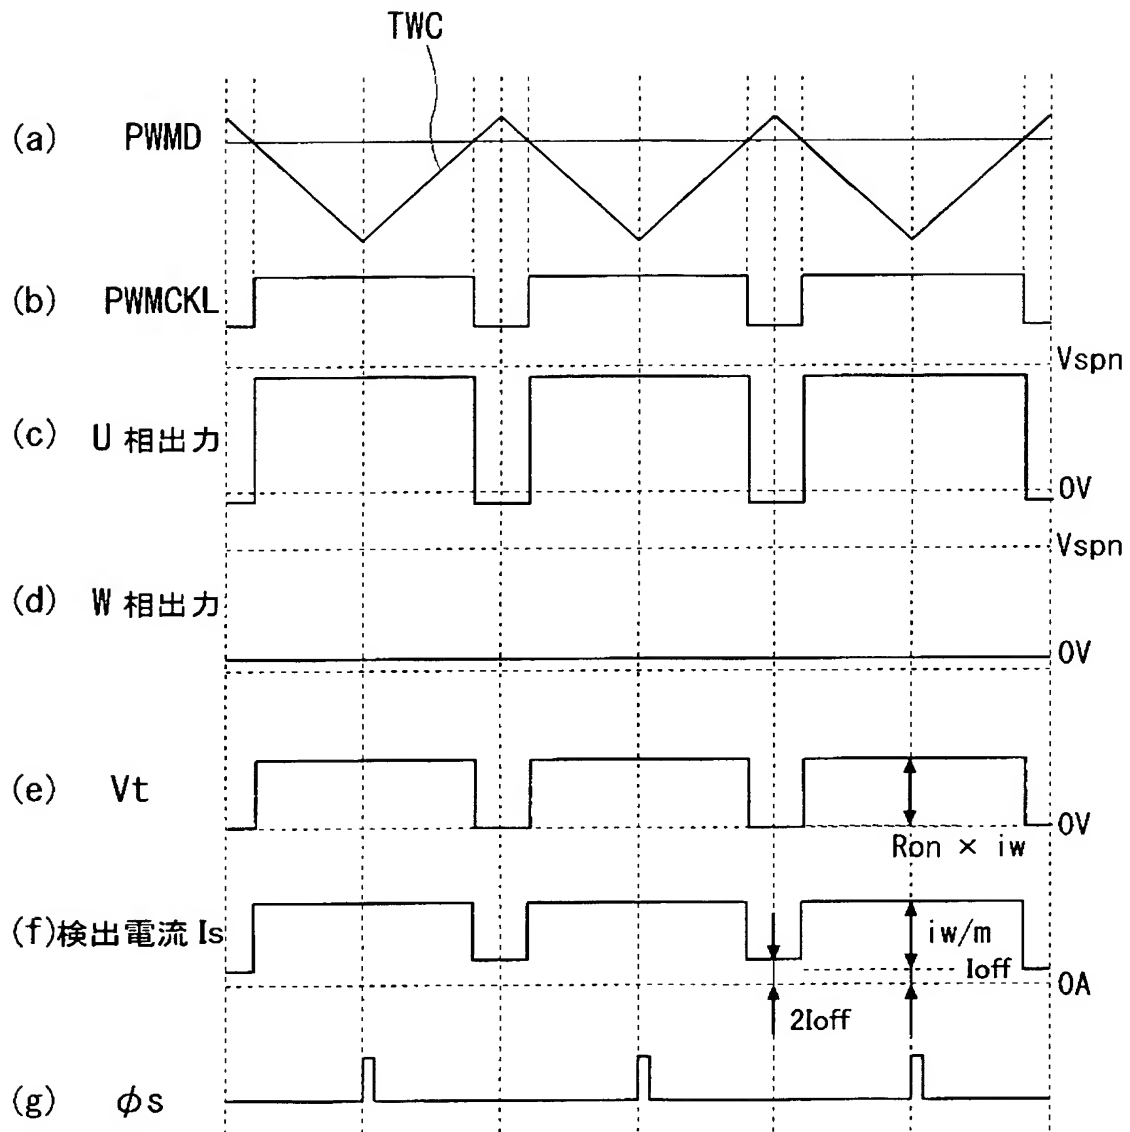 TWC
(a) PWMD
(b) PWMCKL
Vspn
(c) U 相出力
0V
Vspn
(d) W 相出力
0V
(e) Vt
0V
Ron × iw
(f)検出電流 Is
iw/m
Ioff
0A
2Ioff
(g) φs